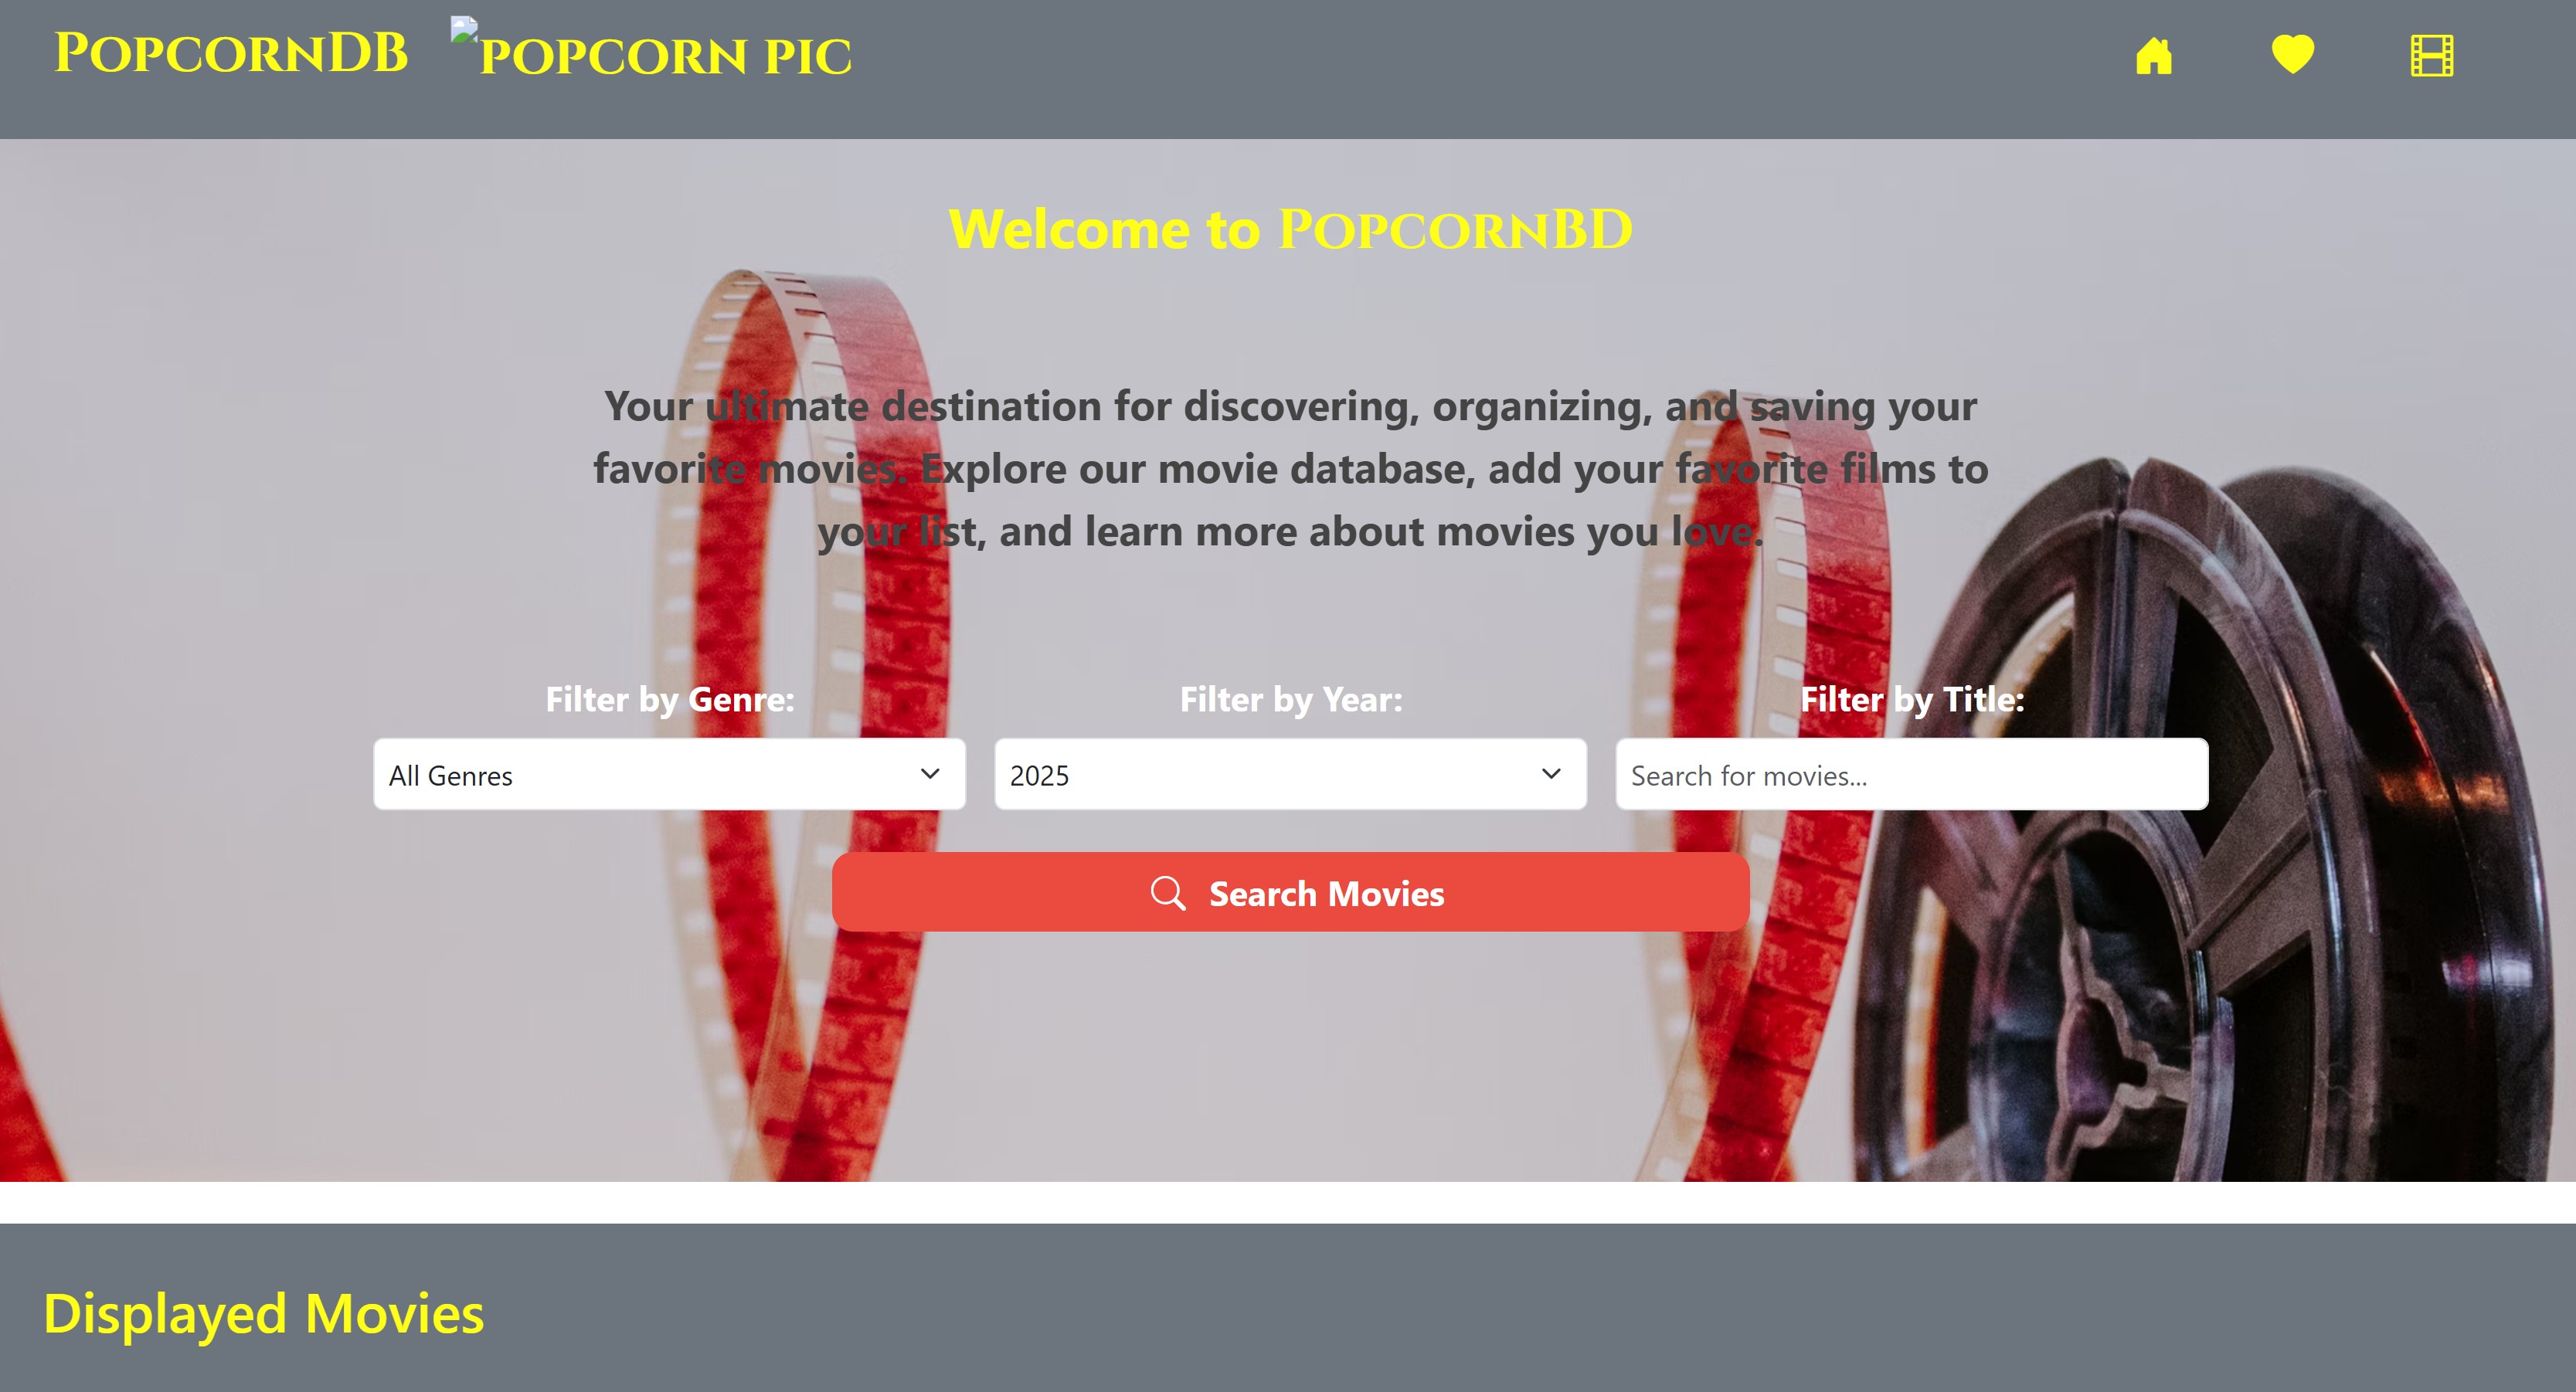 PopcornDB popcorn pic
Welcome to PopcornBD
Your ultimate destination for discovering, organizing, and saving your
favorite movies. Explore our movie database, add your favorite films to
your list, and learn more about movies you love.
Filter by Genre:
Filter by Year:
Filter by Title:
All Genres
2025
Search for movies...
Search Movies
Displayed Movies